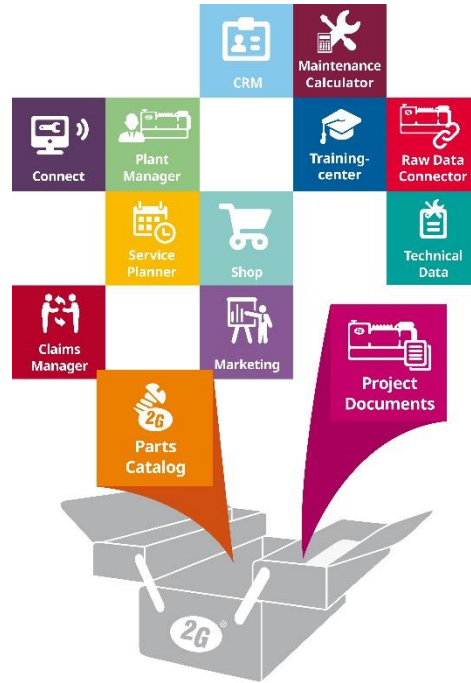 CRM
Maintenance
Calculator
Connect
Plant
Manager
Training-
center
Raw Data
Connector
Service
Planner
Shop
Technical
Data
Claims
Manager
Marketing
2G
Parts
Catalog
Project
Documents
2G®